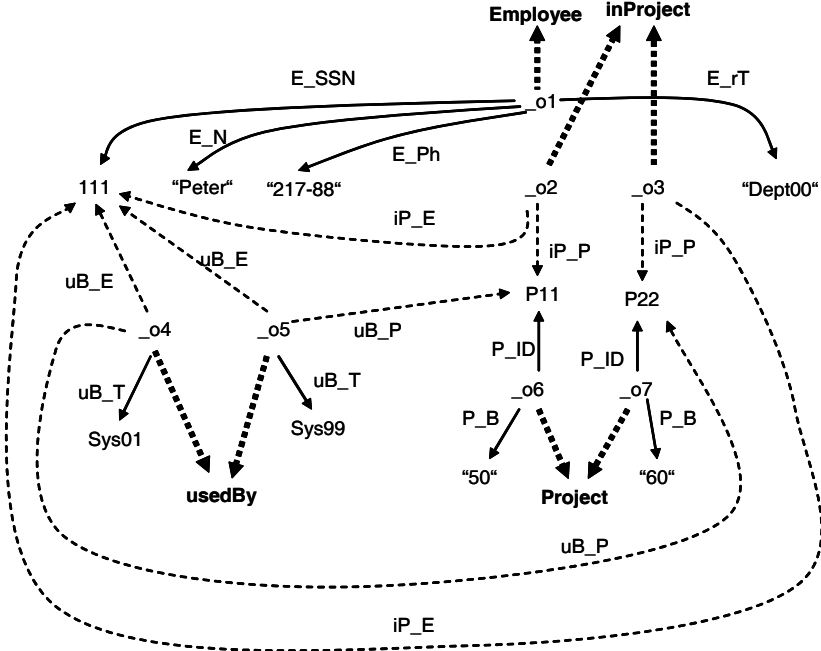 Employee inProject
E_SSN E_rT
_o1
E_N
E_Ph
111 “Peter“ “217-88“ _o2 _o3 “Dept00“
iP_E
uB_E iP_P iP_P
uB_E
P11 P22
_o4 _o5 uB_P
P_ID P_ID
uB_T uB_T
_o6 _o7
Sys01 Sys99 P_B P_B
“50“ “60“
usedBy Project
uB_P
iP_E